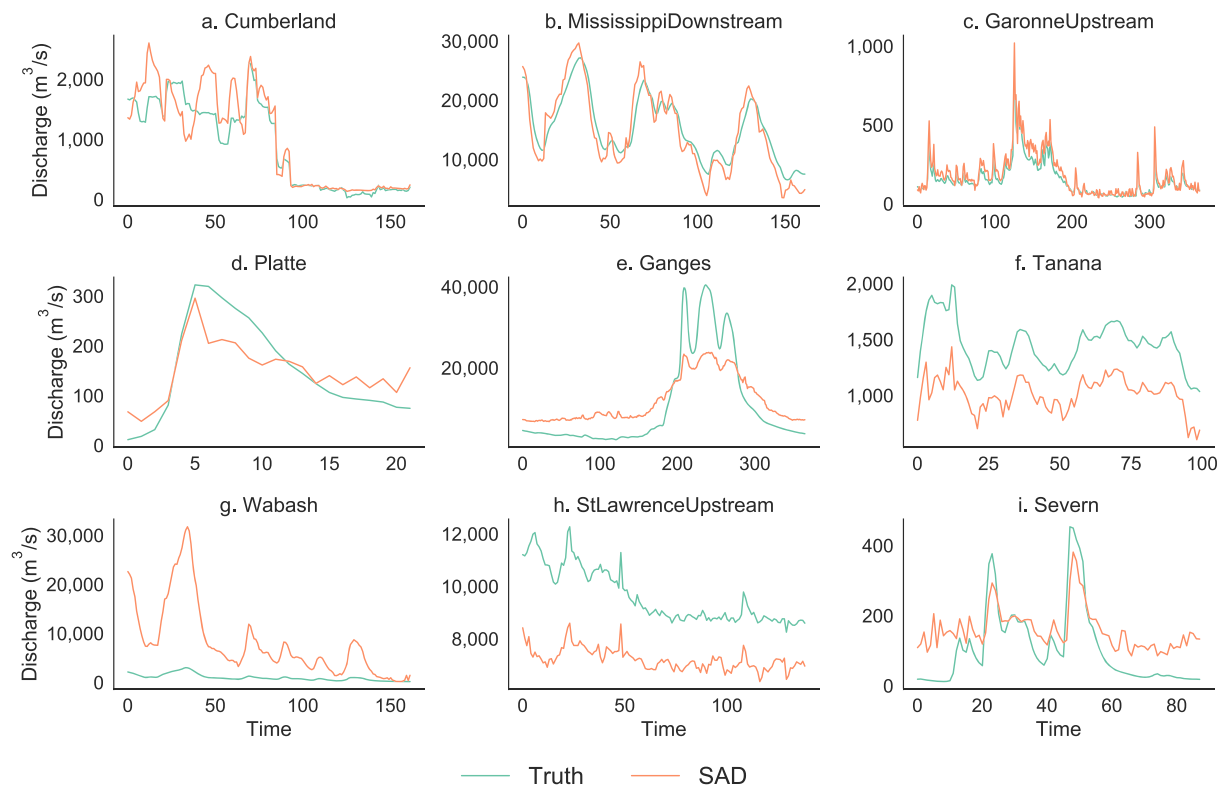 a. Cumberland
b. MississippiDownstream
c. GaronneUpstream
Discharge (m³/s)
2,000
1,000
0
0 50 100 150
30,000
20,000
10,000
0 50 100 150
1,000
500
0
0 100 200 300
d. Platte
e. Ganges
f. Tanana
Discharge (m³/s)
300
200
100
0
0 5 10 15 20
40,000
20,000
0 100 200 300
2,000
1,500
1,000
0 25 50 75 100
g. Wabash
h. StLawrenceUpstream
i. Severn
Discharge (m³/s)
30,000
20,000
10,000
0
0 50 100 150
Time
12,000
10,000
8,000
0 50 100
Time
400
200
0
0 20 40 60 80
Time
Truth SAD